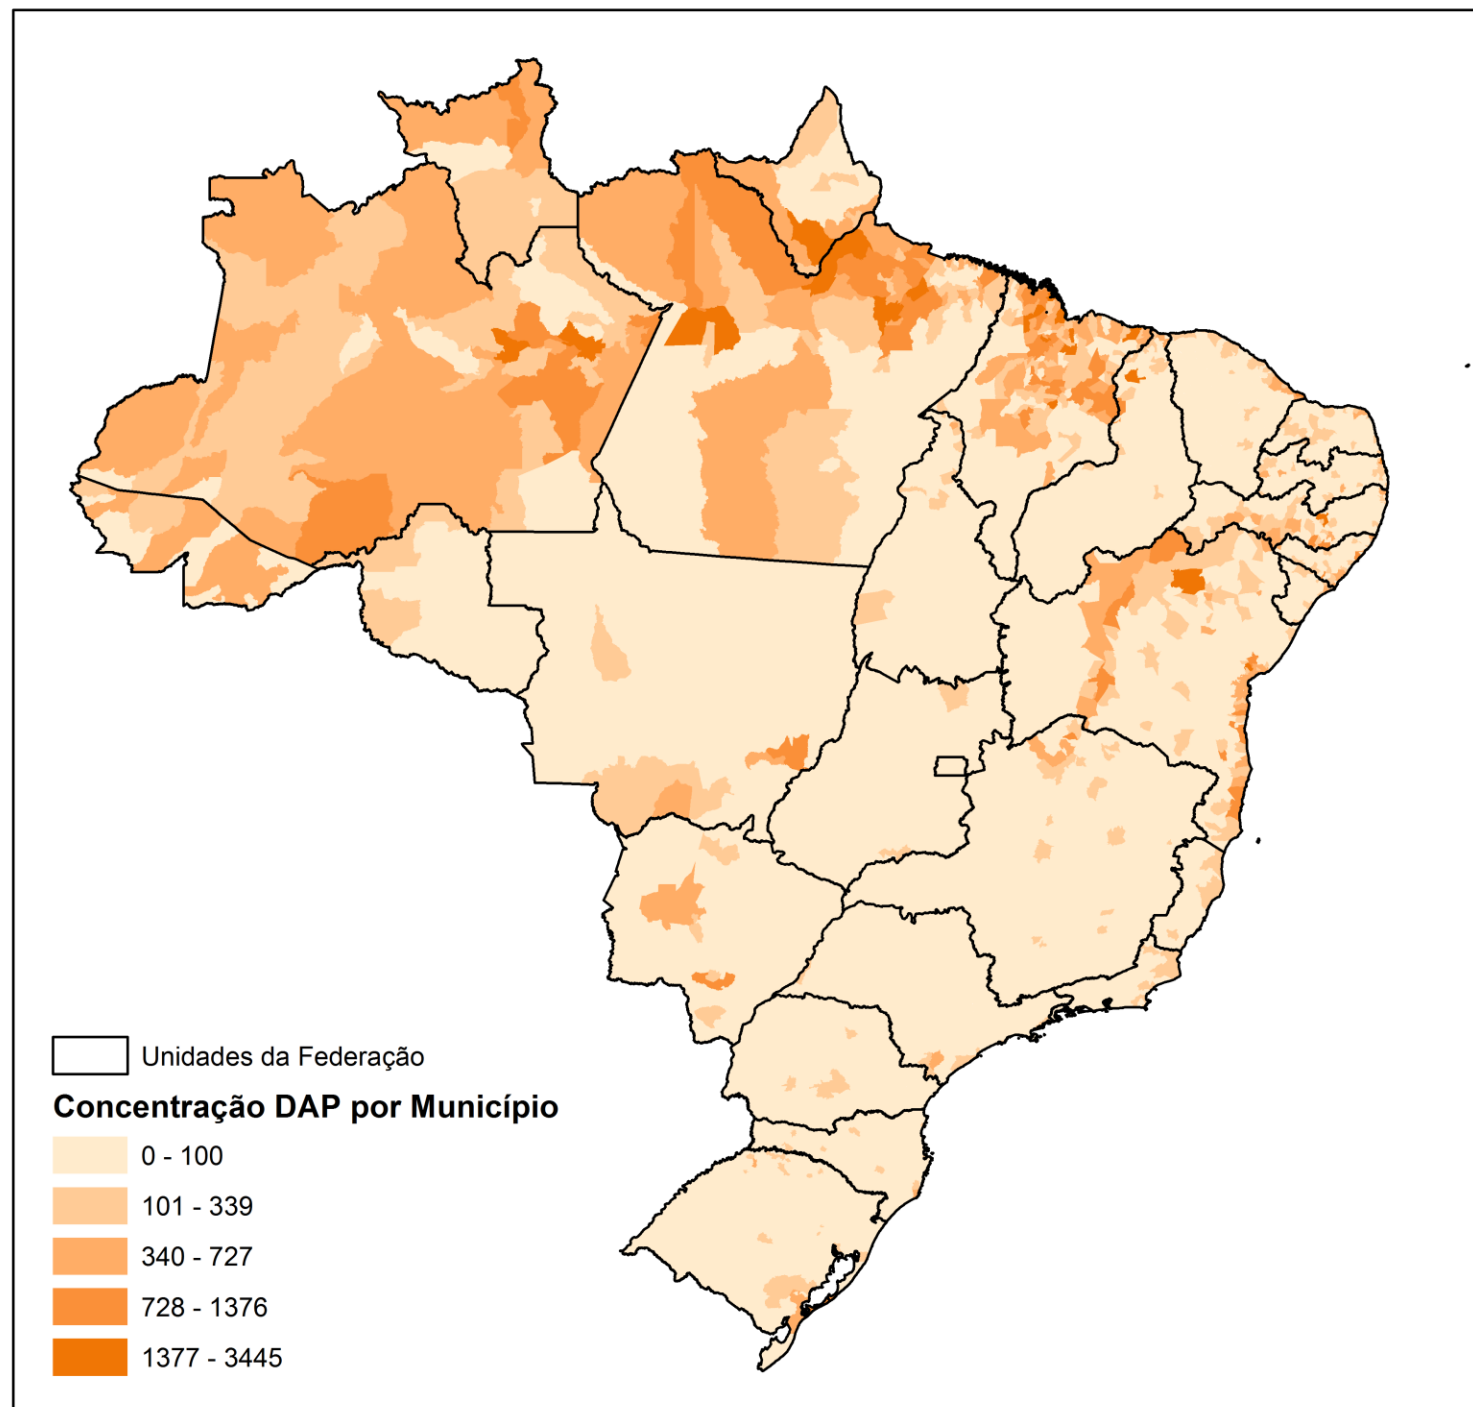 Unidades da Federação
Concentração DAP por Município
0 - 100
101 - 339
340 - 727
728 - 1376
1377 - 3445